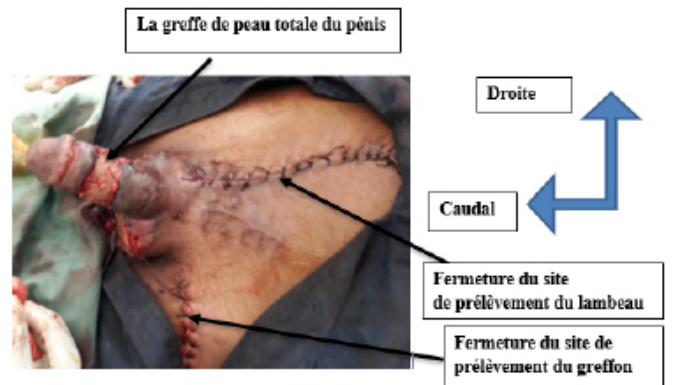 La greffe de peau totale du pénis
Droite
Caudal
Fermeture du site
de prélèvement du lambeau
Fermeture du site de
prélèvement du greffon